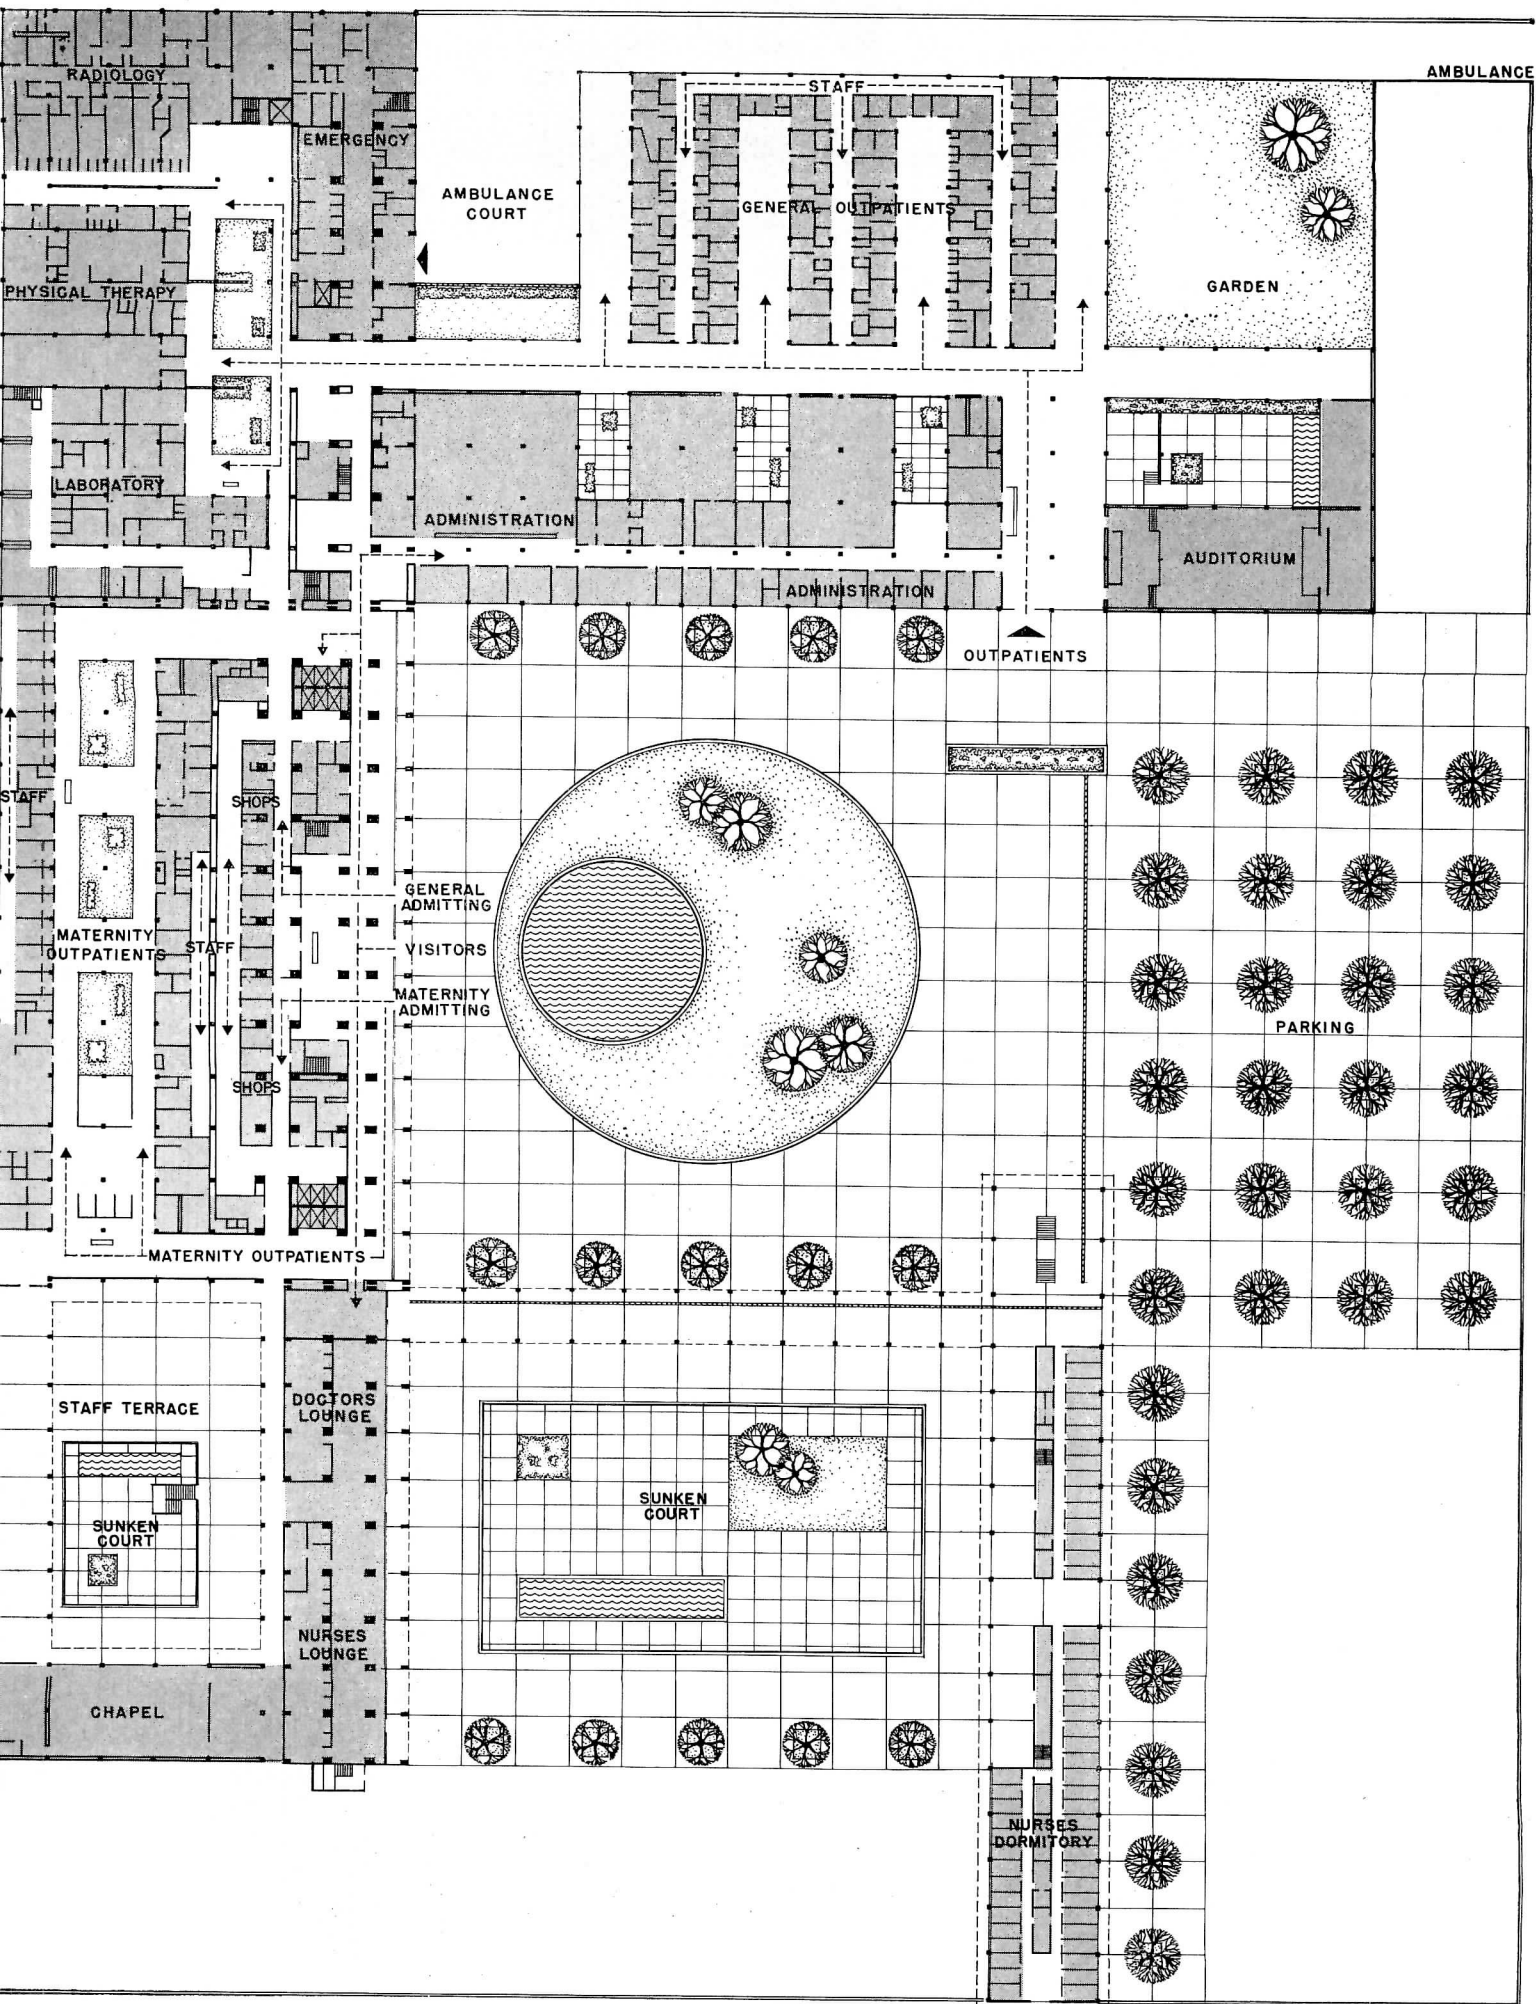 AMBULANCE
RADIOLOGY
STAFF
EMERGENCY
AMBULANCE
COURT
GENERAL OUTPATIENTS
PHYSICAL THERAPY
GARDEN
LABORATORY
ADMINISTRATION
AUDITORIUM
ADMINISTRATION
OUTPATIENTS
STAFF
SHOPS
GENERAL
ADMITTING
MATERNITY
OUTPATIENTS
STAFF
VISITORS
MATERNITY
ADMITTING
PARKING
SHOPS
MATERNITY OUTPATIENTS
STAFF TERRACE
DOCTORS
LOUNGE
SUNKEN
COURT
SUNKEN
COURT
NURSES
LOUNGE
CHAPEL
NURSES
DORMITORY